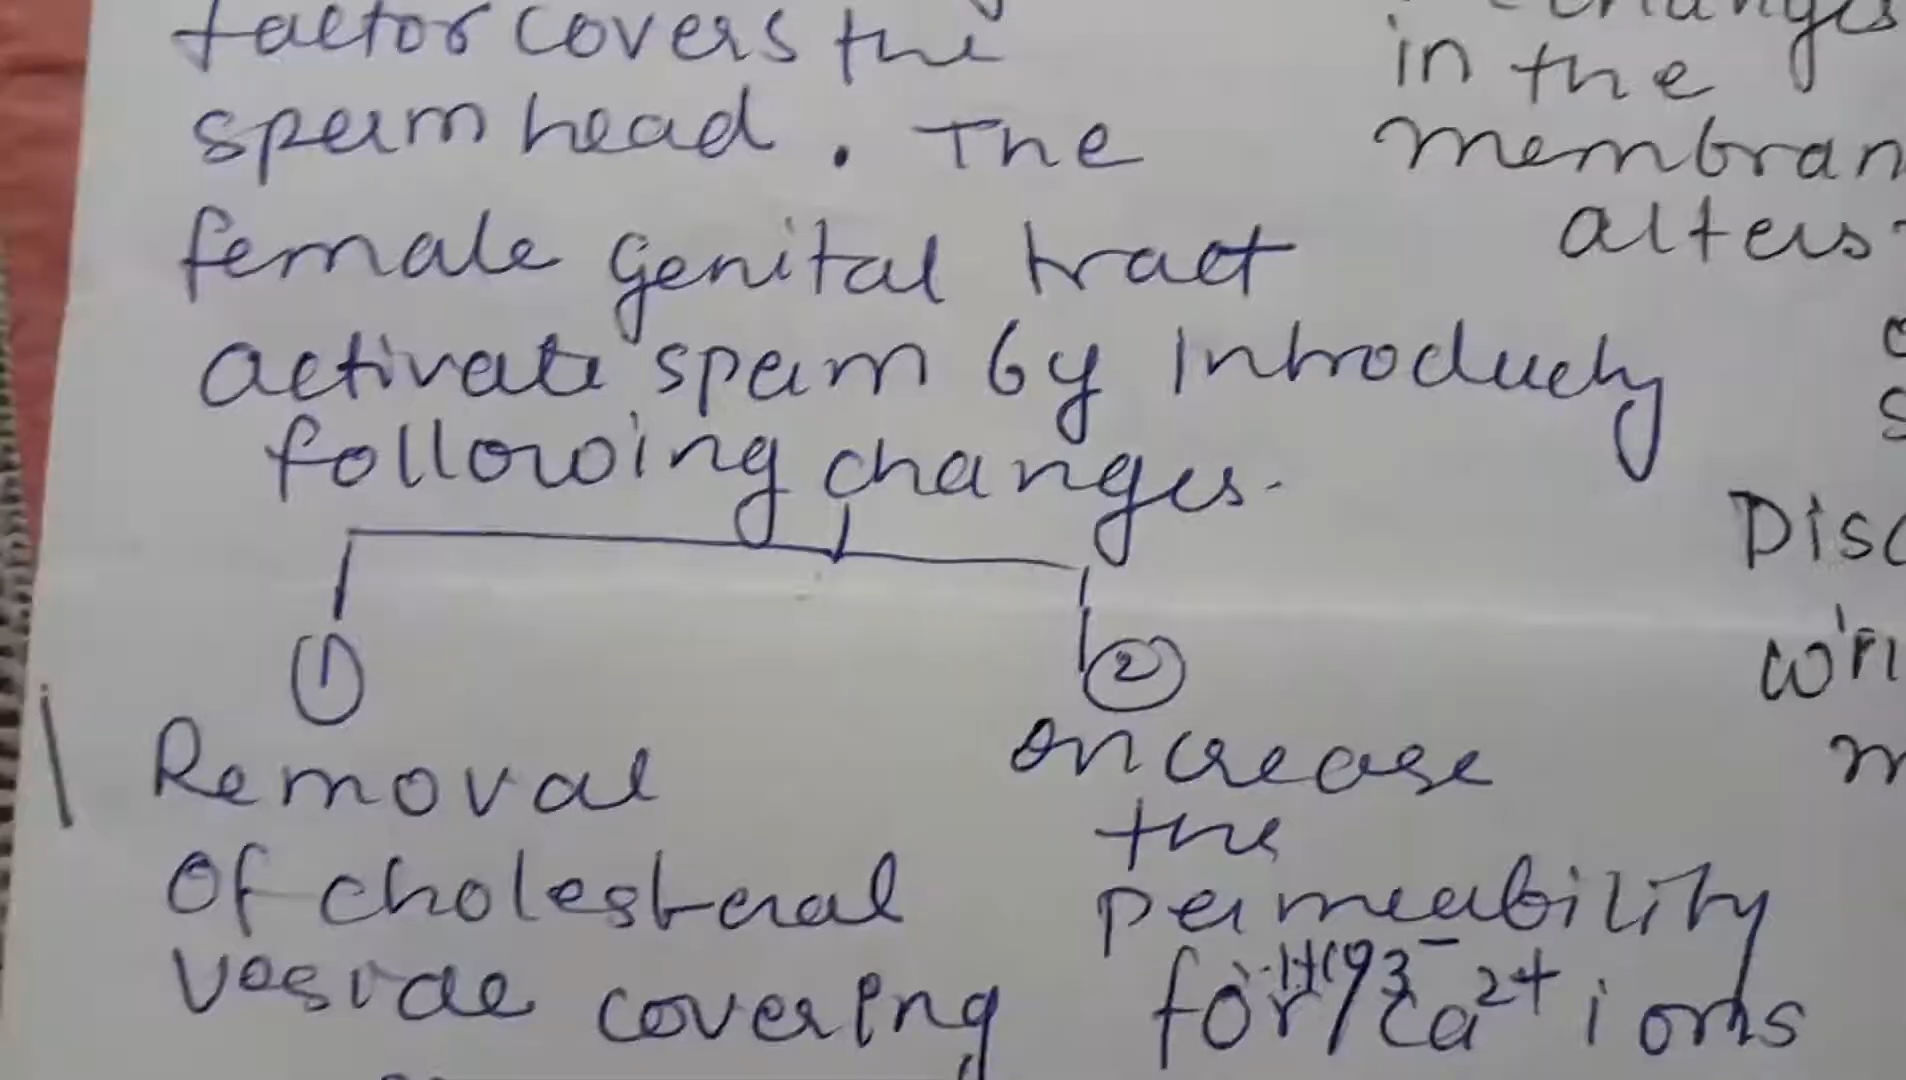 factor covers the
sperm head. The
female genital tract
activate sperm by introducing
following changes.
1
Removal
of cholesteral
vesicle covering
2
Increase
the
permeability
for HCO3-/Ca2+ ions
changes
in the
membran
alters
Disc
m